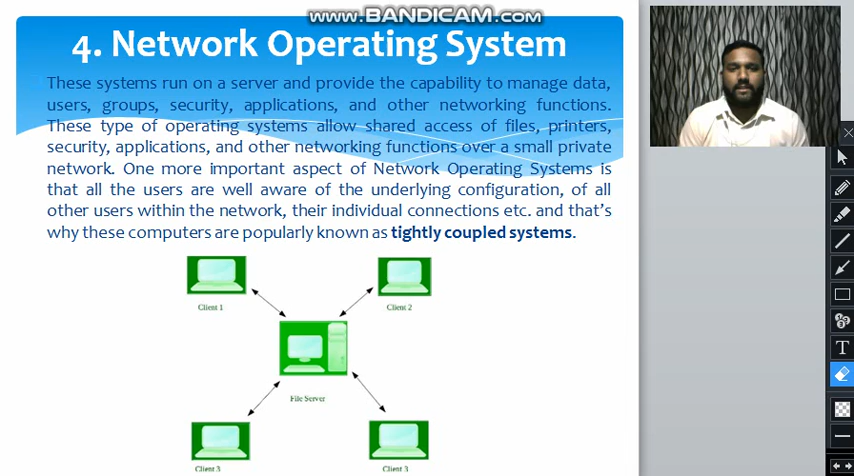 www.BANDICAM.com
4. Network Operating System
These systems run on a server and provide the capability to manage data,
users, groups, security, applications, and other networking functions.
These type of operating systems allow shared access of files, printers,
security, applications, and other networking functions over a small private
network. One more important aspect of Network Operating Systems is
that all the users are well aware of the underlying configuration, of all
other users within the network, their individual connections etc. and that’s
why these computers are popularly known as tightly coupled systems.
Client 1
Client 2
File Server
Client 3
Client 3
T